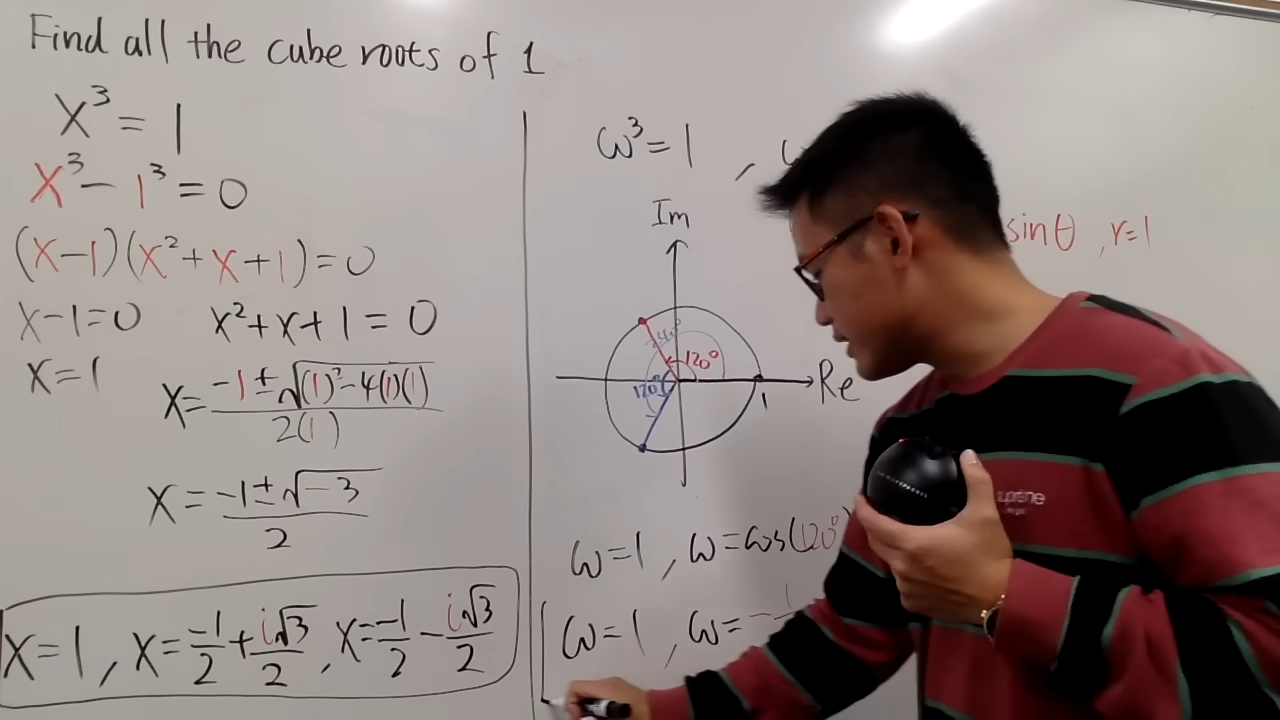 Find all the cube roots of 1
x³ = 1
x³ - 1³ = 0
(x-1)(x²+x+1)=0
x-1=0 x²+x+1=0
x=1 x= -1±√(1)²-4(1)(1) / 2(1)
x= -1±√-3 / 2
x=1, x= -1/2 + i√3/2, x= -1/2 - i√3/2
ω³=1,
sinθ, r=1
Im
240°
120°
120°
Re
1
ω=1, ω=cos(120°
ω=1, ω=-1
supreme